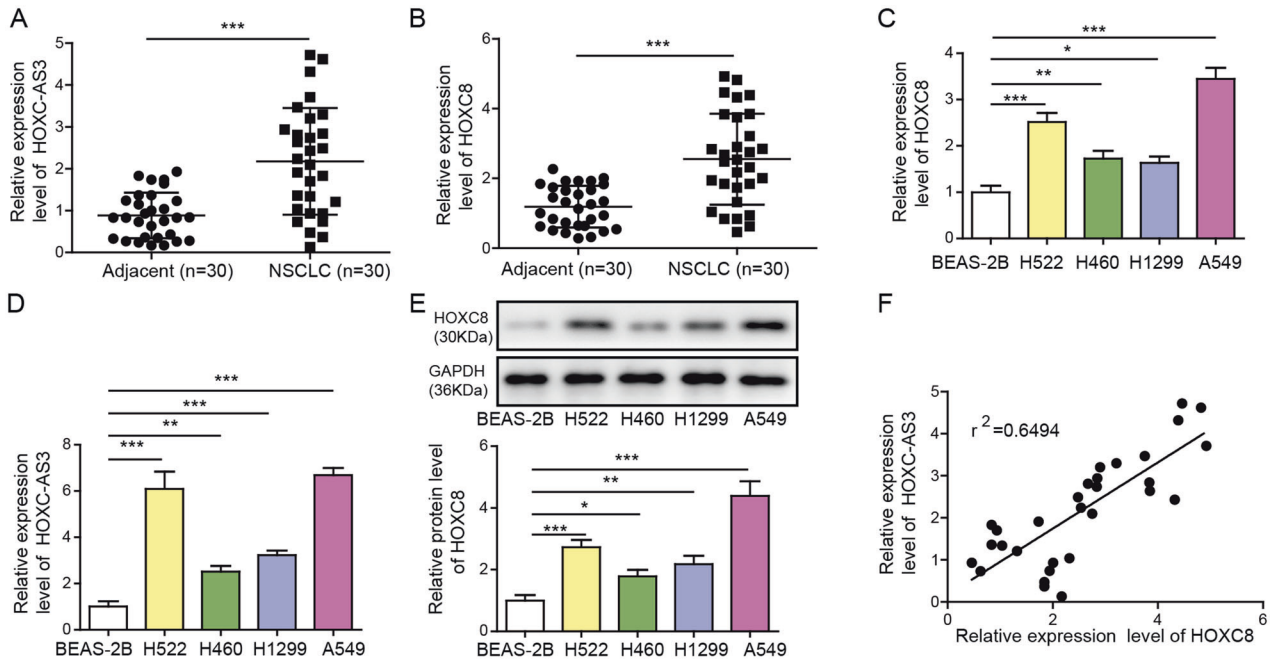 A
Relative expression
level of HOXC-AS3
5
4
3
2
1
0
***
Adjacent (n=30)
NSCLC (n=30)
B
Relative expression
level of HOXC8
6
4
2
0
***
Adjacent (n=30)
NSCLC (n=30)
C
Relative expression
level of HOXC8
4
3
2
1
0
***
*
**
***
BEAS-2B H522 H460 H1299 A549
D
Relative expression
level of HOXC-AS3
8
6
4
2
0
***
***
**
***
BEAS-2B H522 H460 H1299 A549
E
HOXC8
(30KDa)
GAPDH
(36KDa)
BEAS-2B H522 H460 H1299 A549
Relative protein level
of HOXC8
6
4
2
0
***
**
*
***
BEAS-2B H522 H460 H1299 A549
F
Relative expression
level of HOXC-AS3
5
4
3
2
1
0
r²=0.6494
0 2 4 6
Relative expression level of HOXC8